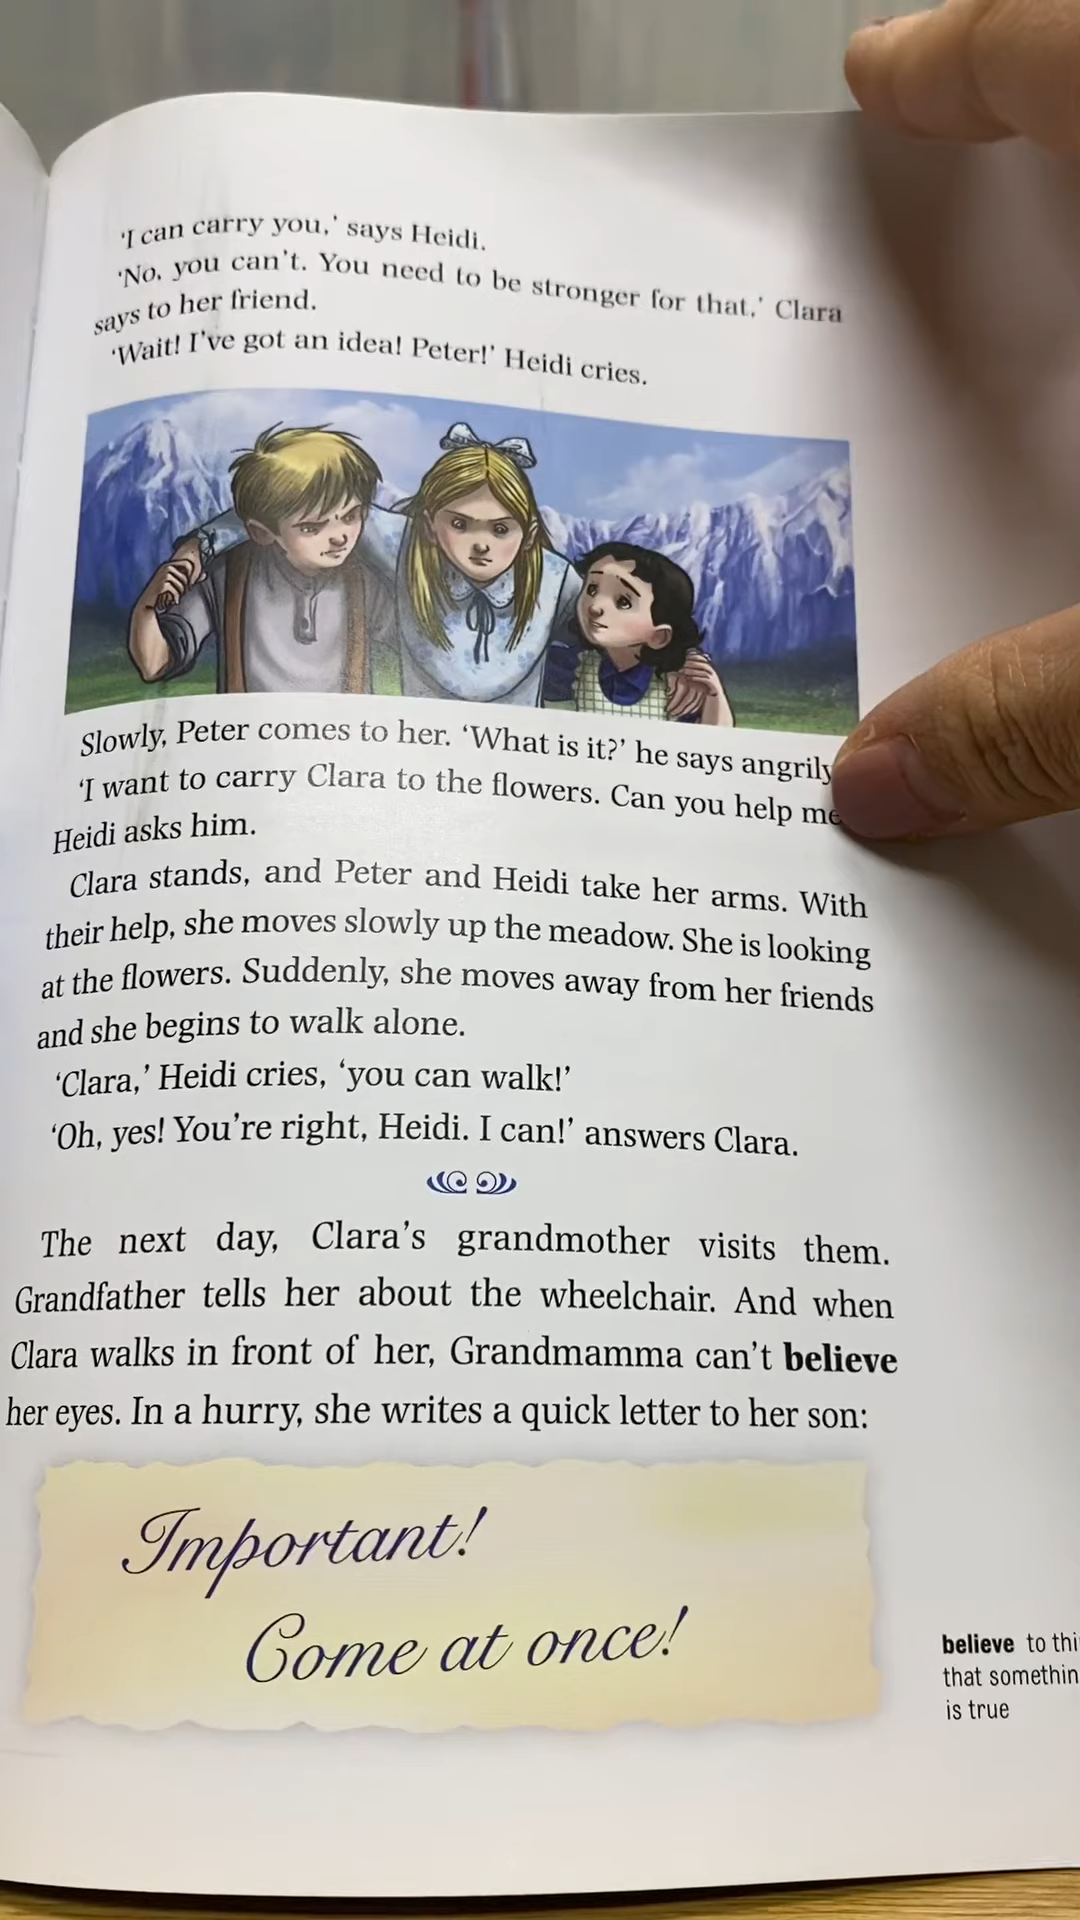 ‘I can carry you,’ says Heidi.
‘No, you can’t. You need to be stronger for that,’ Clara
says to her friend.
‘Wait! I’ve got an idea! Peter!’ Heidi cries.
Slowly, Peter comes to her. ‘What is it?’ he says angrily
‘I want to carry Clara to the flowers. Can you help me
Heidi asks him.
Clara stands, and Peter and Heidi take her arms. With
their help, she moves slowly up the meadow. She is looking
at the flowers. Suddenly, she moves away from her friends
and she begins to walk alone.
‘Clara,’ Heidi cries, ‘you can walk!’
‘Oh, yes! You’re right, Heidi. I can!’ answers Clara.
The next day, Clara’s grandmother visits them.
Grandfather tells her about the wheelchair. And when
Clara walks in front of her, Grandmamma can’t believe
her eyes. In a hurry, she writes a quick letter to her son:
Important!
Come at once!
believe to
that
is true